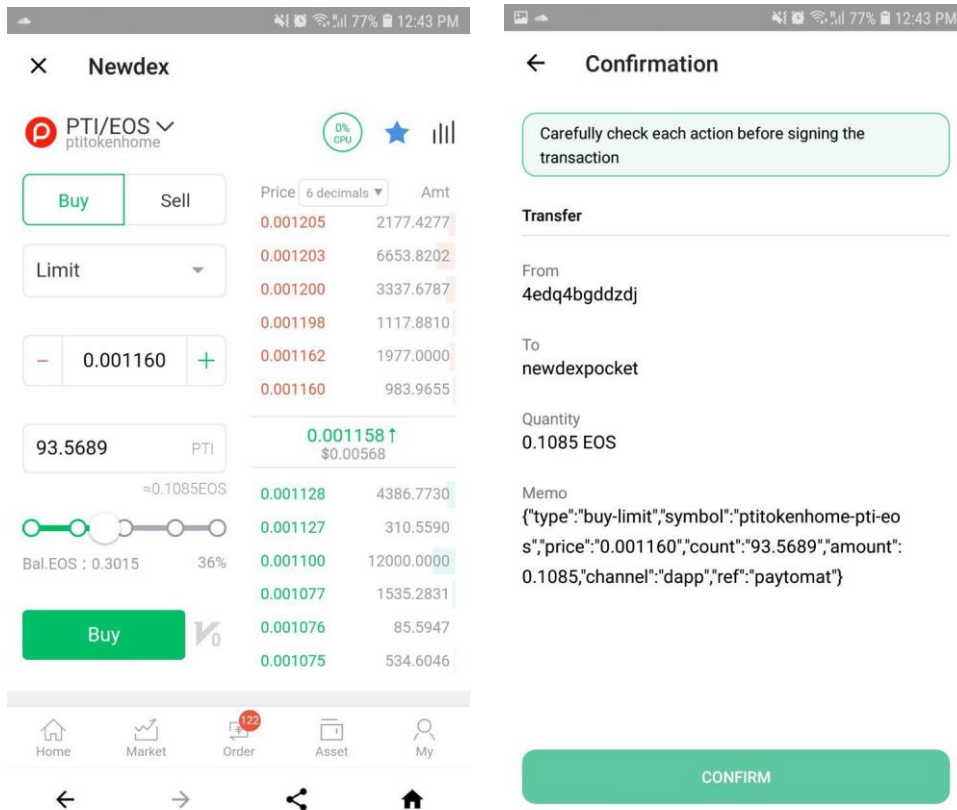 77% 12:43 PM
Newdex
PTI/EOS
ptitokenhome
0%
CPU
Buy Sell
Limit
− 0.001160 +
93.5689 PTI
≈0.1085EOS
Bal.EOS : 0.3015 36%
Buy
V0
Price 6 decimals ▼ Amt
0.001205 2177.4277
0.001203 6653.8202
0.001200 3337.6787
0.001198 1117.8810
0.001162 1977.0000
0.001160 983.9655
0.001158↑
$0.00568
0.001128 4386.7730
0.001127 310.5590
0.001100 12000.0000
0.001077 1535.2831
0.001076 85.5947
0.001075 534.6046
122
Home Market Order Asset My
77% 12:43 PM
Confirmation
Carefully check each action before signing the
transaction
Transfer
From
4edq4bgddzdj
To
newdexpocket
Quantity
0.1085 EOS
Memo
{"type":"buy-limit","symbol":"ptitokenhome-pti-eo
s","price":"0.001160","count":"93.5689","amount":
0.1085,"channel":"dapp","ref":"paytomat"}
CONFIRM